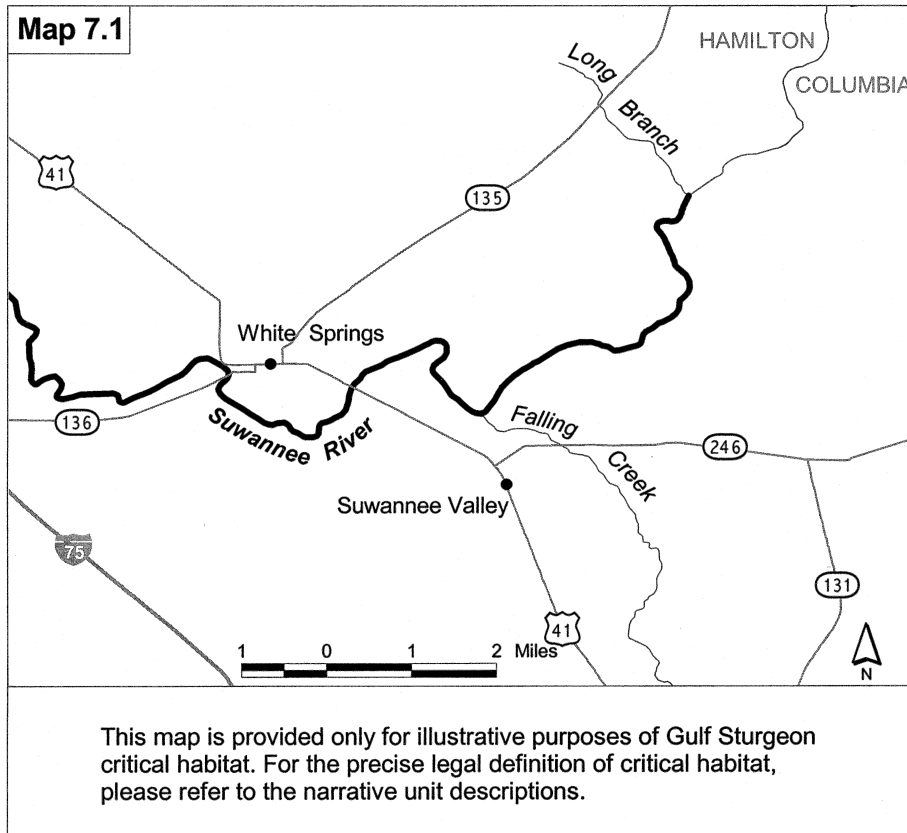 Map 7.1
HAMILTON
COLUMBIA
Long
Branch
41
135
White Springs
136
Suwannee
River
Falling
Creek
246
Suwannee Valley
75
131
41
1 0 1 2 Miles
N
This map is provided only for illustrative purposes of Gulf Sturgeon
critical habitat. For the precise legal definition of critical habitat,
please refer to the narrative unit descriptions.